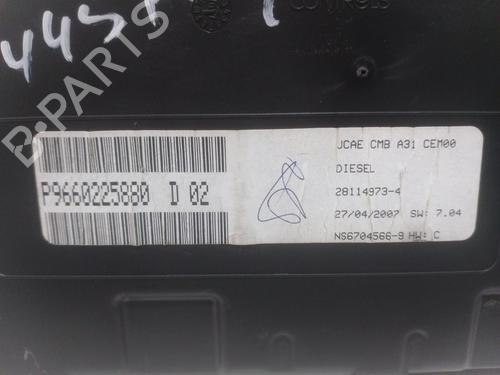 B-PARTS
CONTROLS
P9660225880 D 02
JCAE CMB A31 CEM00
DIESEL
28114973-4
27/04/2007 SW: 7.04
NS6704566-9 HW: C